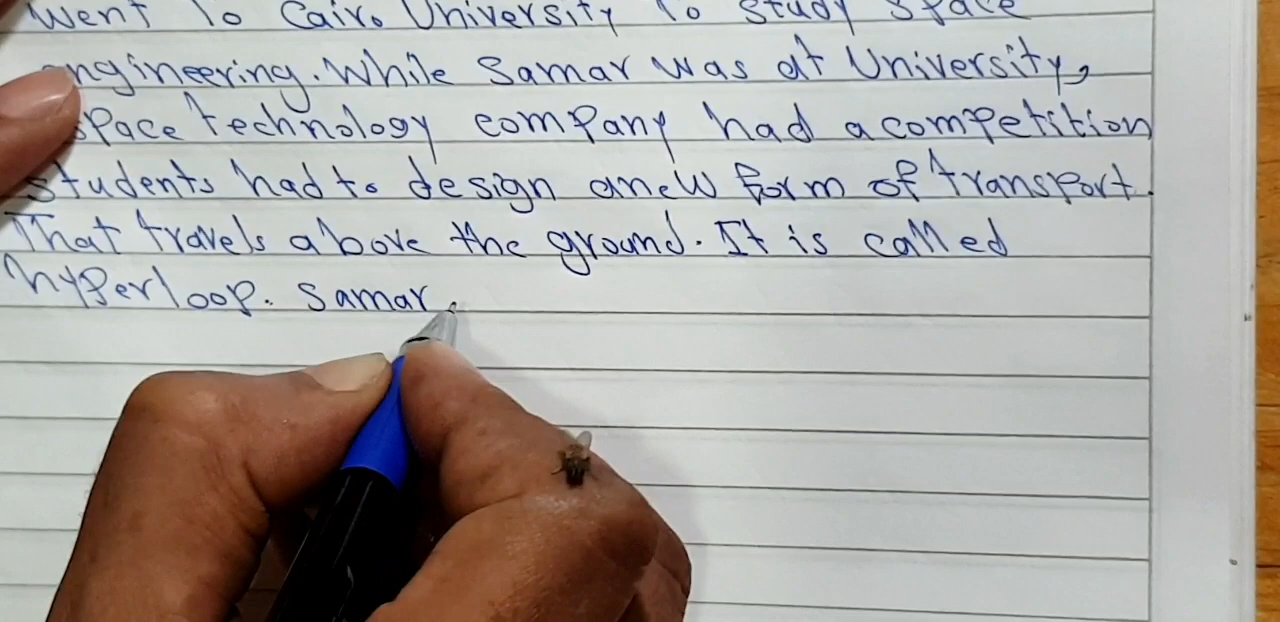 went To Cairo University To study space
engineering. While Samar was at University,
space technology company had a competition
students had to design a new form of transport.
That travels above the ground. It is called
hyperloop. Samar